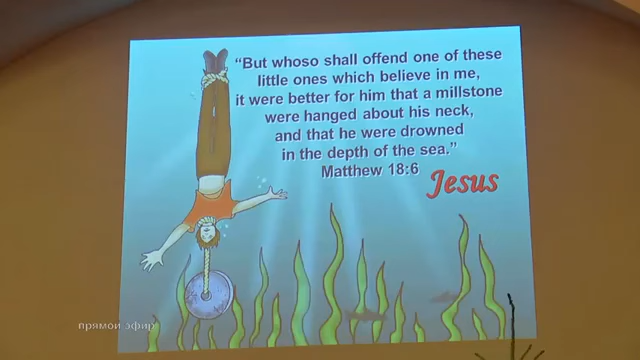 “But whoso shall offend one of these
little ones which believe in me,
it were better for him that a millstone
were hanged about his neck,
and that he were drowned
in the depth of the sea.”
Matthew 18:6
Jesus
прямой эфир